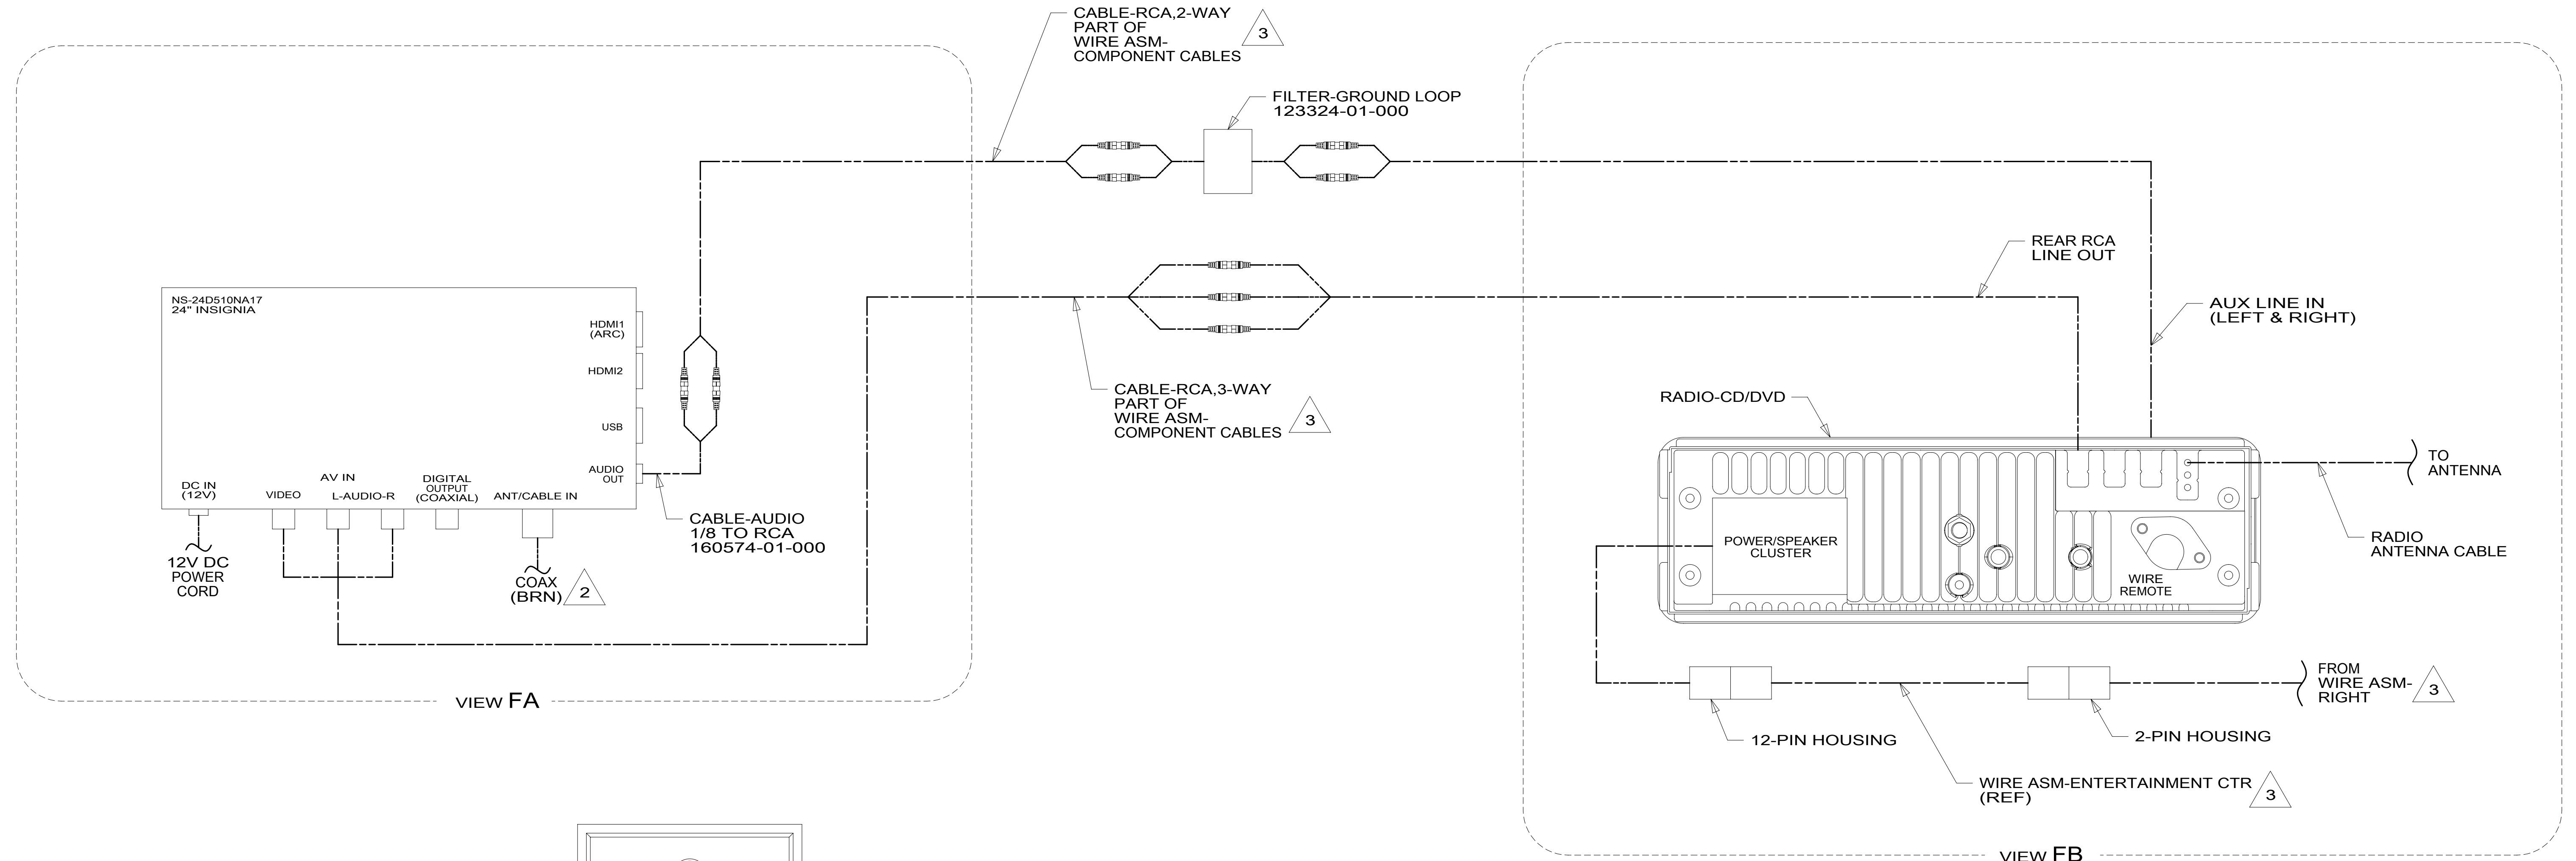 CABLE-RCA,2-WAY
PART OF
WIRE ASM-
COMPONENT CABLES
3
FILTER-GROUND LOOP
123324-01-000
REAR RCA
LINE OUT
AUX LINE IN
(LEFT & RIGHT)
NS-24D510NA17
24" INSIGNIA
HDMI1
(ARC)
HDMI2
USB
AUDIO
OUT
DC IN
(12V)
AV IN
VIDEO
L-AUDIO-R
DIGITAL
OUTPUT
(COAXIAL)
ANT/CABLE IN
12V DC
POWER
CORD
COAX
(BRN)
2
CABLE-AUDIO
1/8 TO RCA
160574-01-000
CABLE-RCA,3-WAY
PART OF
WIRE ASM-
COMPONENT CABLES
3
RADIO-CD/DVD
TO
ANTENNA
RADIO
ANTENNA CABLE
POWER/SPEAKER
CLUSTER
WIRE
REMOTE
FROM
WIRE ASM-
RIGHT
3
12-PIN HOUSING
2-PIN HOUSING
WIRE ASM-ENTERTAINMENT CTR
(REF)
3
VIEW FA
VIEW FB